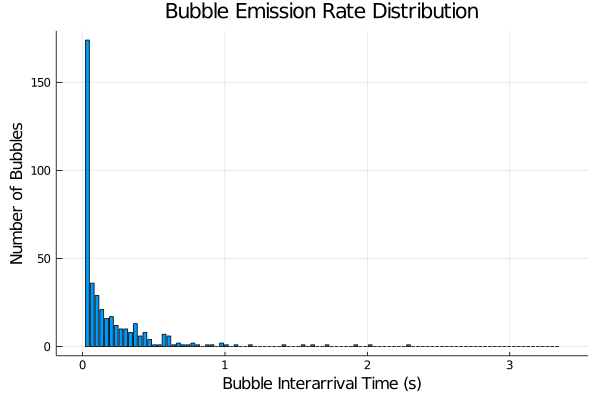 Bubble Emission Rate Distribution
150
100
50
0
Number of Bubbles
0 1 2 3
Bubble Interarrival Time (s)